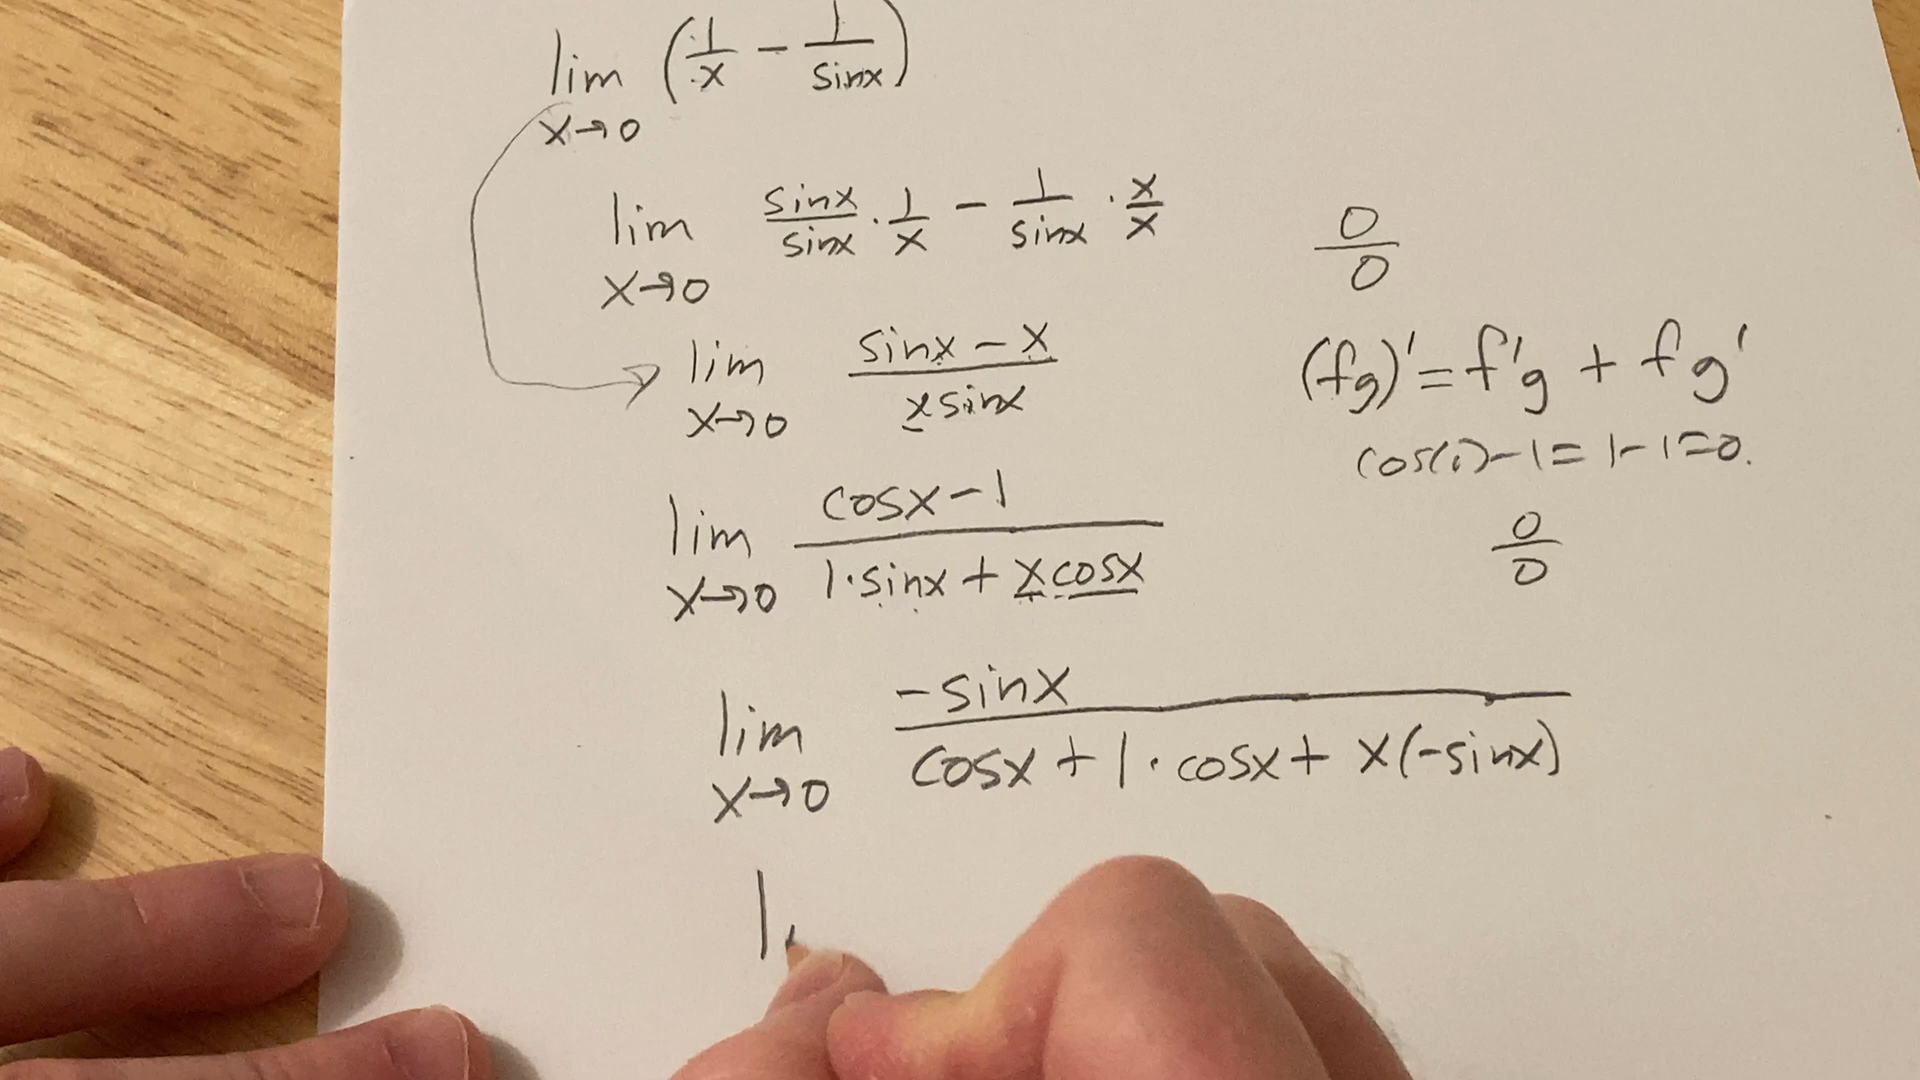 lim (1/x - 1/sinx)
x→0
lim sinx/sinx · 1/x - 1/sinx · x/x
x→0
0/0
lim (sinx - x)/(x sinx)
x→0
(fg)' = f'g + fg'
cos(0) - 1 = 1 - 1 = 0.
lim (cosx - 1)/(1·sinx + x cosx)
x→0
0/0
lim -sinx/(cosx + 1·cosx + x(-sinx))
x→0